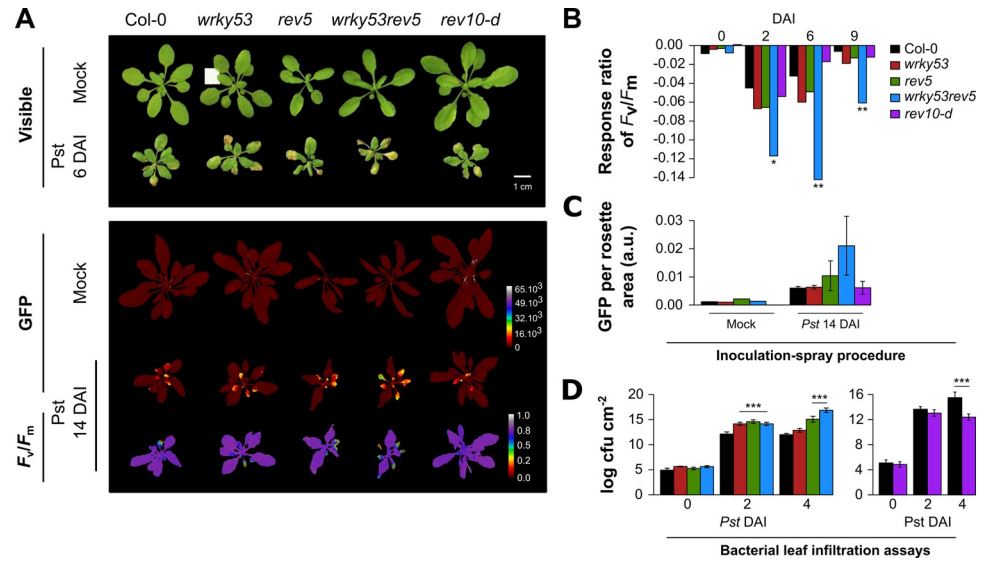 A
Col-0 wrky53 rev5 wrky53rev5 rev10-d
Visible
Mock
Pst
6 DAI
1 cm
GFP
Mock
65.10³
49.10³
32.10³
16.10³
0
Pst
14 DAI
Fv/Fm
1.0
0.8
0.5
0.2
0.0
B
DAI
0 2 6 9
Response ratio
of Fv/Fm
0.00
-0.02
-0.04
-0.06
-0.08
-0.10
-0.12
-0.14
*
**
**
Col-0
wrky53
rev5
wrky53rev5
rev10-d
C
GFP per rosette
area (a.u.)
0.03
0.02
0.01
0.00
Mock Pst 14 DAI
Inoculation-spray procedure
D
log cfu cm⁻²
20
15
10
5
0
***
***
0 2 4
Pst DAI
16
12
8
4
0
***
0 2 4
Pst DAI
Bacterial leaf infiltration assays